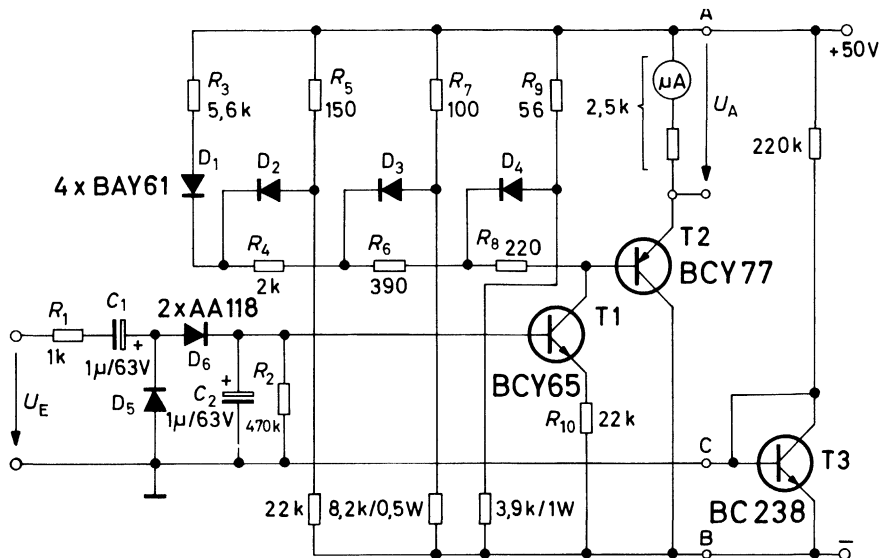 A
+50V
R3
5,6k
R5
150
R7
100
R9
56
µA
2,5k
UA
220k
D1
D2
D3
D4
4 x BAY61
R4
2k
R6
390
R8
220
T2
BCY77
R1
1k
C1
+
1µ/63V
2xAA118
D6
T1
BCY65
UE
D5
+
C2
1µ/63V
R2
470k
R10
22k
C
T3
BC238
22k
8,2k/0,5W
3,9k/1W
B
–